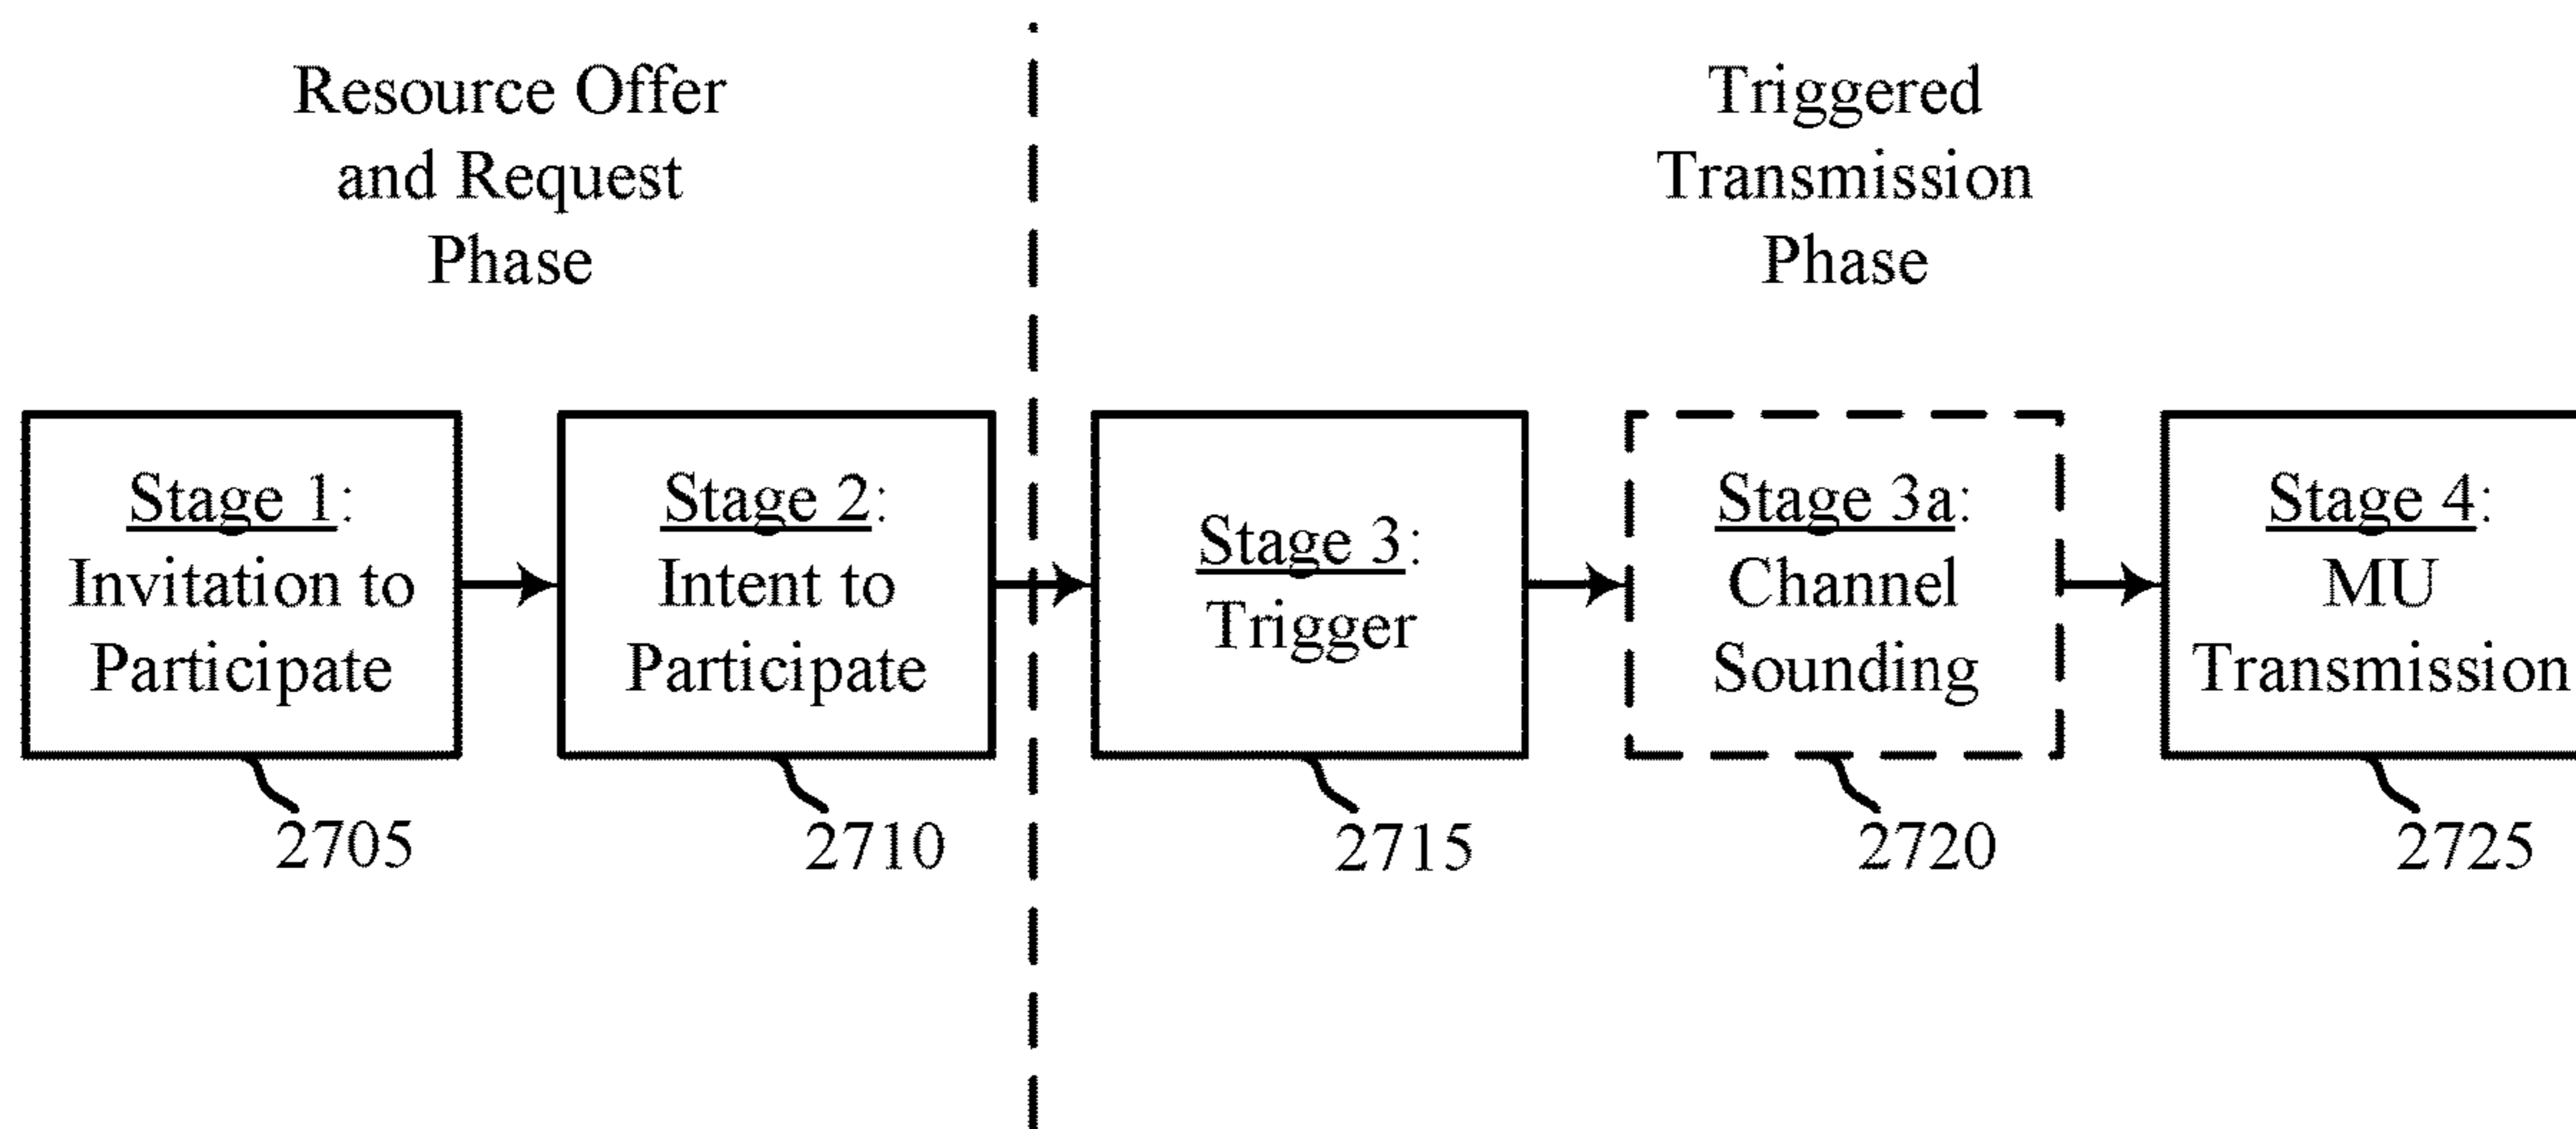 Resource Offer
and Request
Phase
Triggered
Transmission
Phase
Stage 1:
Invitation to
Participate
Stage 2:
Intent to
Participate
Stage 3:
Trigger
Stage 3a:
Channel
Sounding
Stage 4:
MU
Transmission
2705
2710
2715
2720
2725